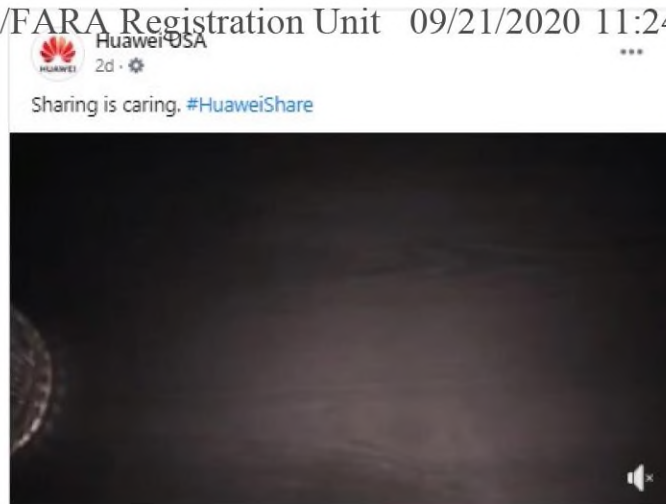 /FARA Registration Unit 09/21/2020 11:24
Huawei USA
HUAWEI
2d ·
Sharing is caring. #HuaweiShare